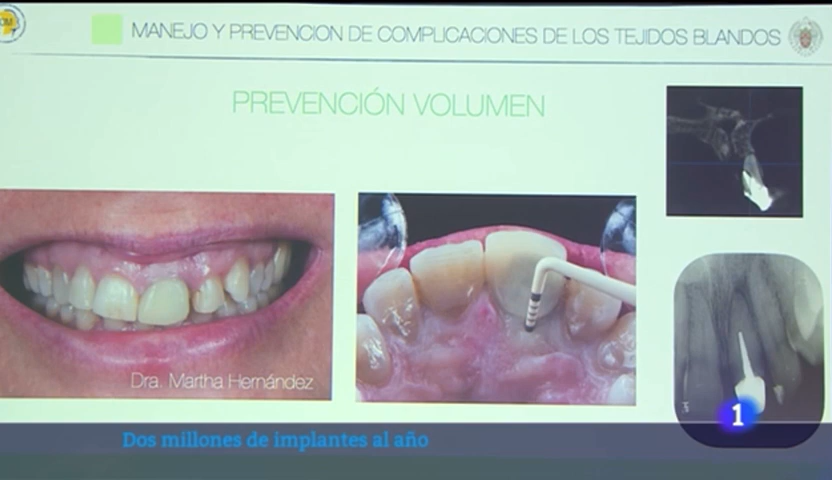 MANEJO Y PREVENCION DE COMPLICACIONES DE LOS TEJIDOS BLANDOS
PREVENCIÓN VOLUMEN
Dra. Martha Hernández
1
Dos millones de implantes al año